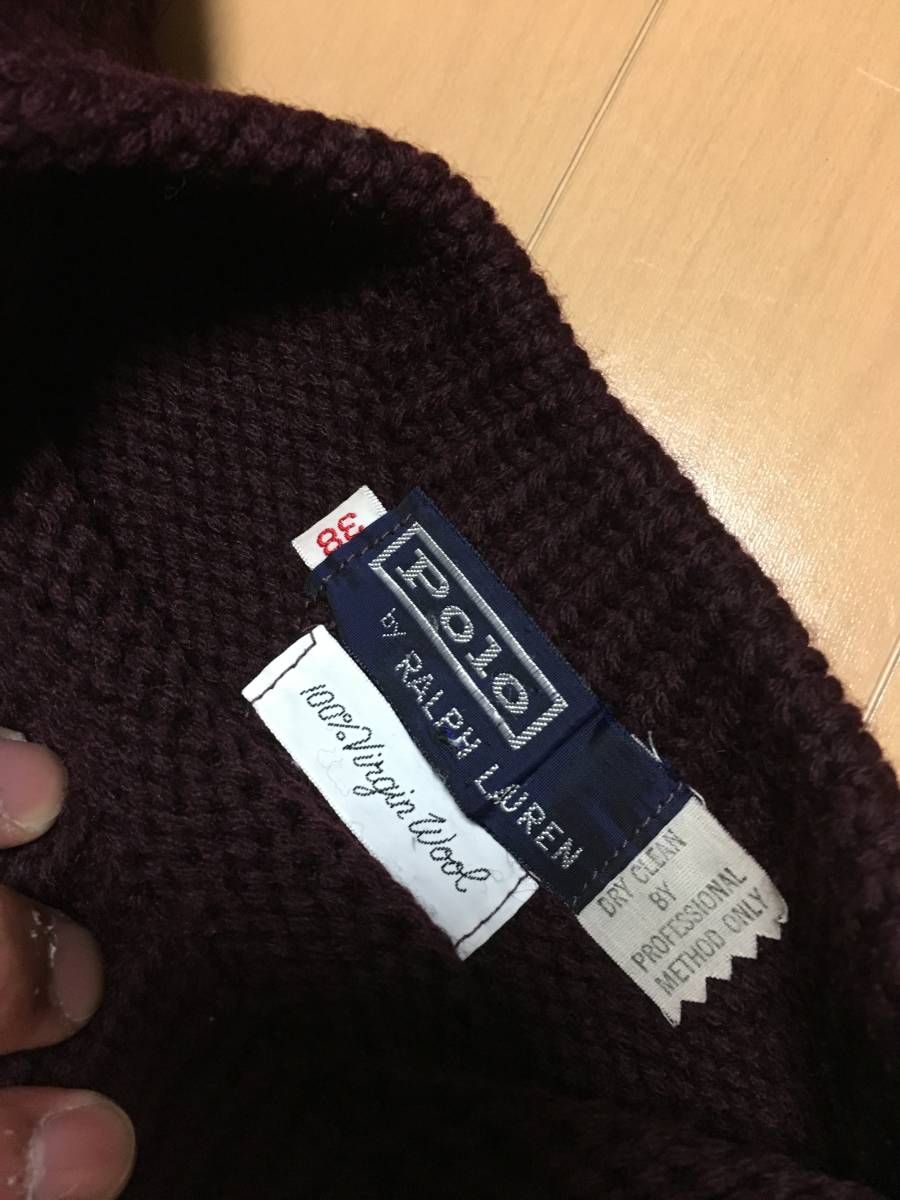 38
Polo
by RALPH LAUREN
100% Virgin Wool
DRY CLEAN
BY
PROFESSIONAL
METHOD ONLY